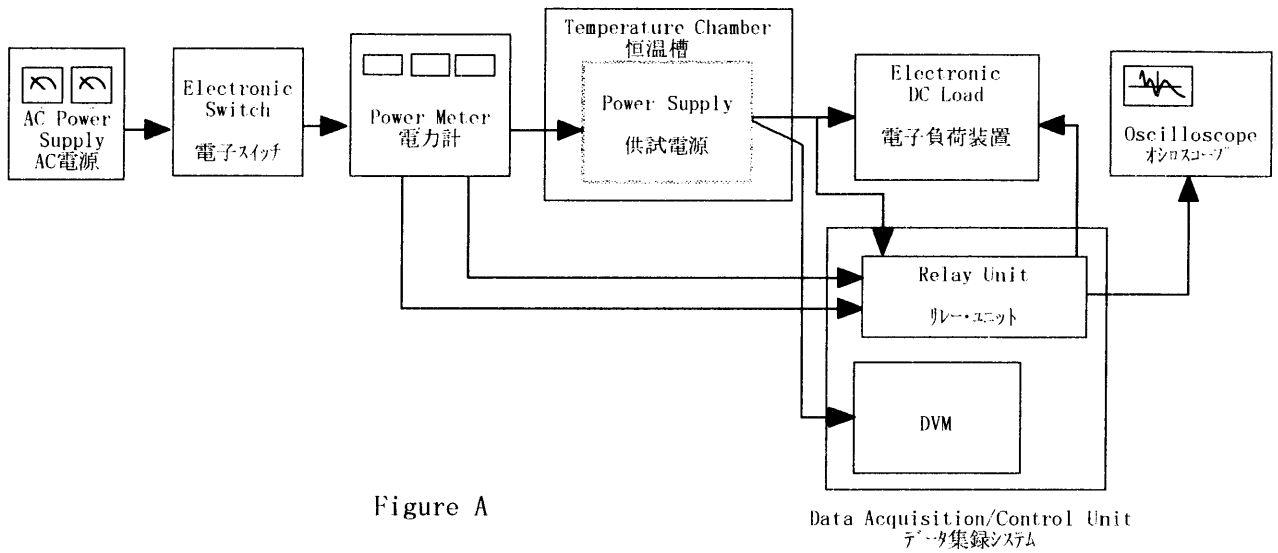 AC Power
Supply
AC電源
Electronic
Switch
電子スイッチ
Power Meter
電力計
Temperature Chamber
恒温槽
Power Supply
供試電源
Electronic
DC Load
電子負荷装置
Oscilloscope
オシロスコープ
Relay Unit
リレー・ユニット
DVM
Data Acquisition/Control Unit
データ集録システム
Figure A